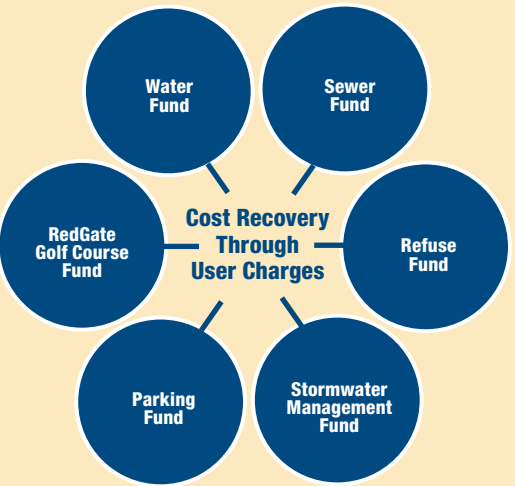 Water
Fund
Sewer
Fund
RedGate
Golf Course
Fund
Cost Recovery
Through
User Charges
Refuse
Fund
Parking
Fund
Stormwater
Management
Fund